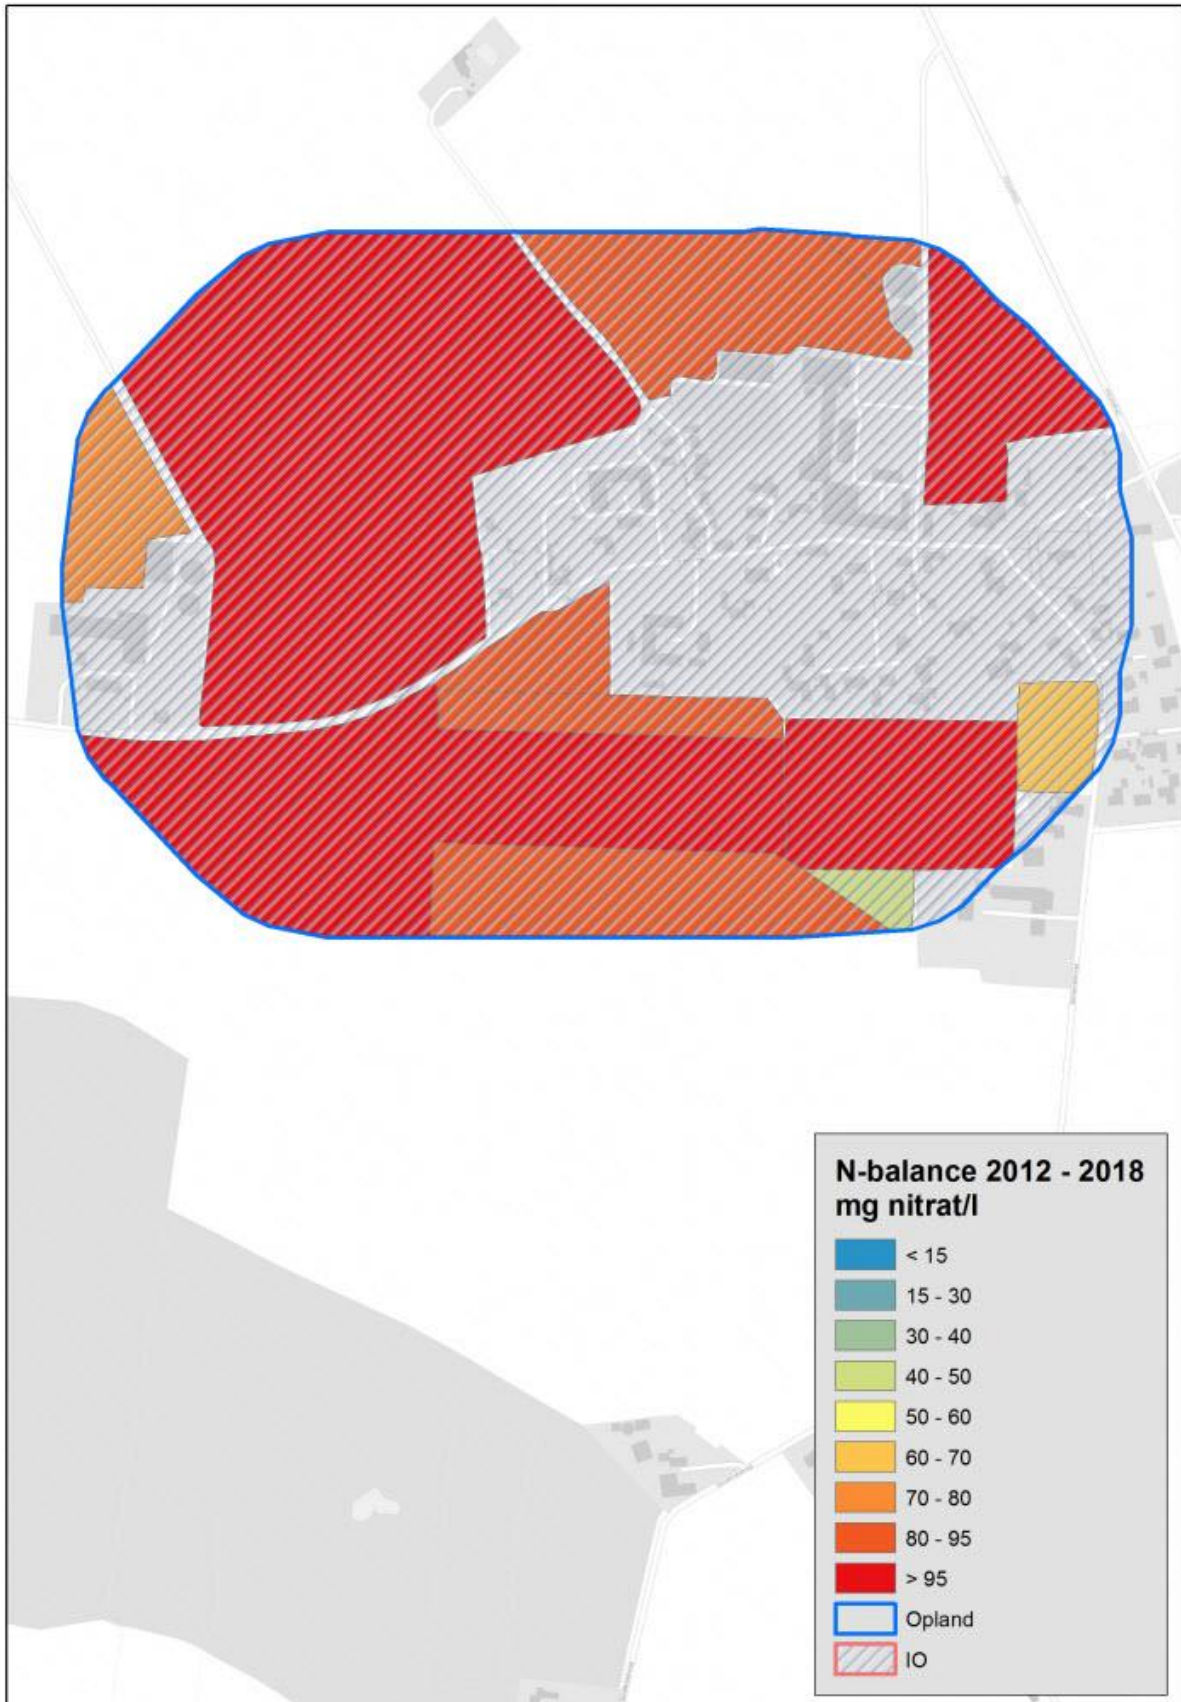 N-balance 2012 - 2018
mg nitrat/l
< 15
15 - 30
30 - 40
40 - 50
50 - 60
60 - 70
70 - 80
80 - 95
> 95
Opland
IO